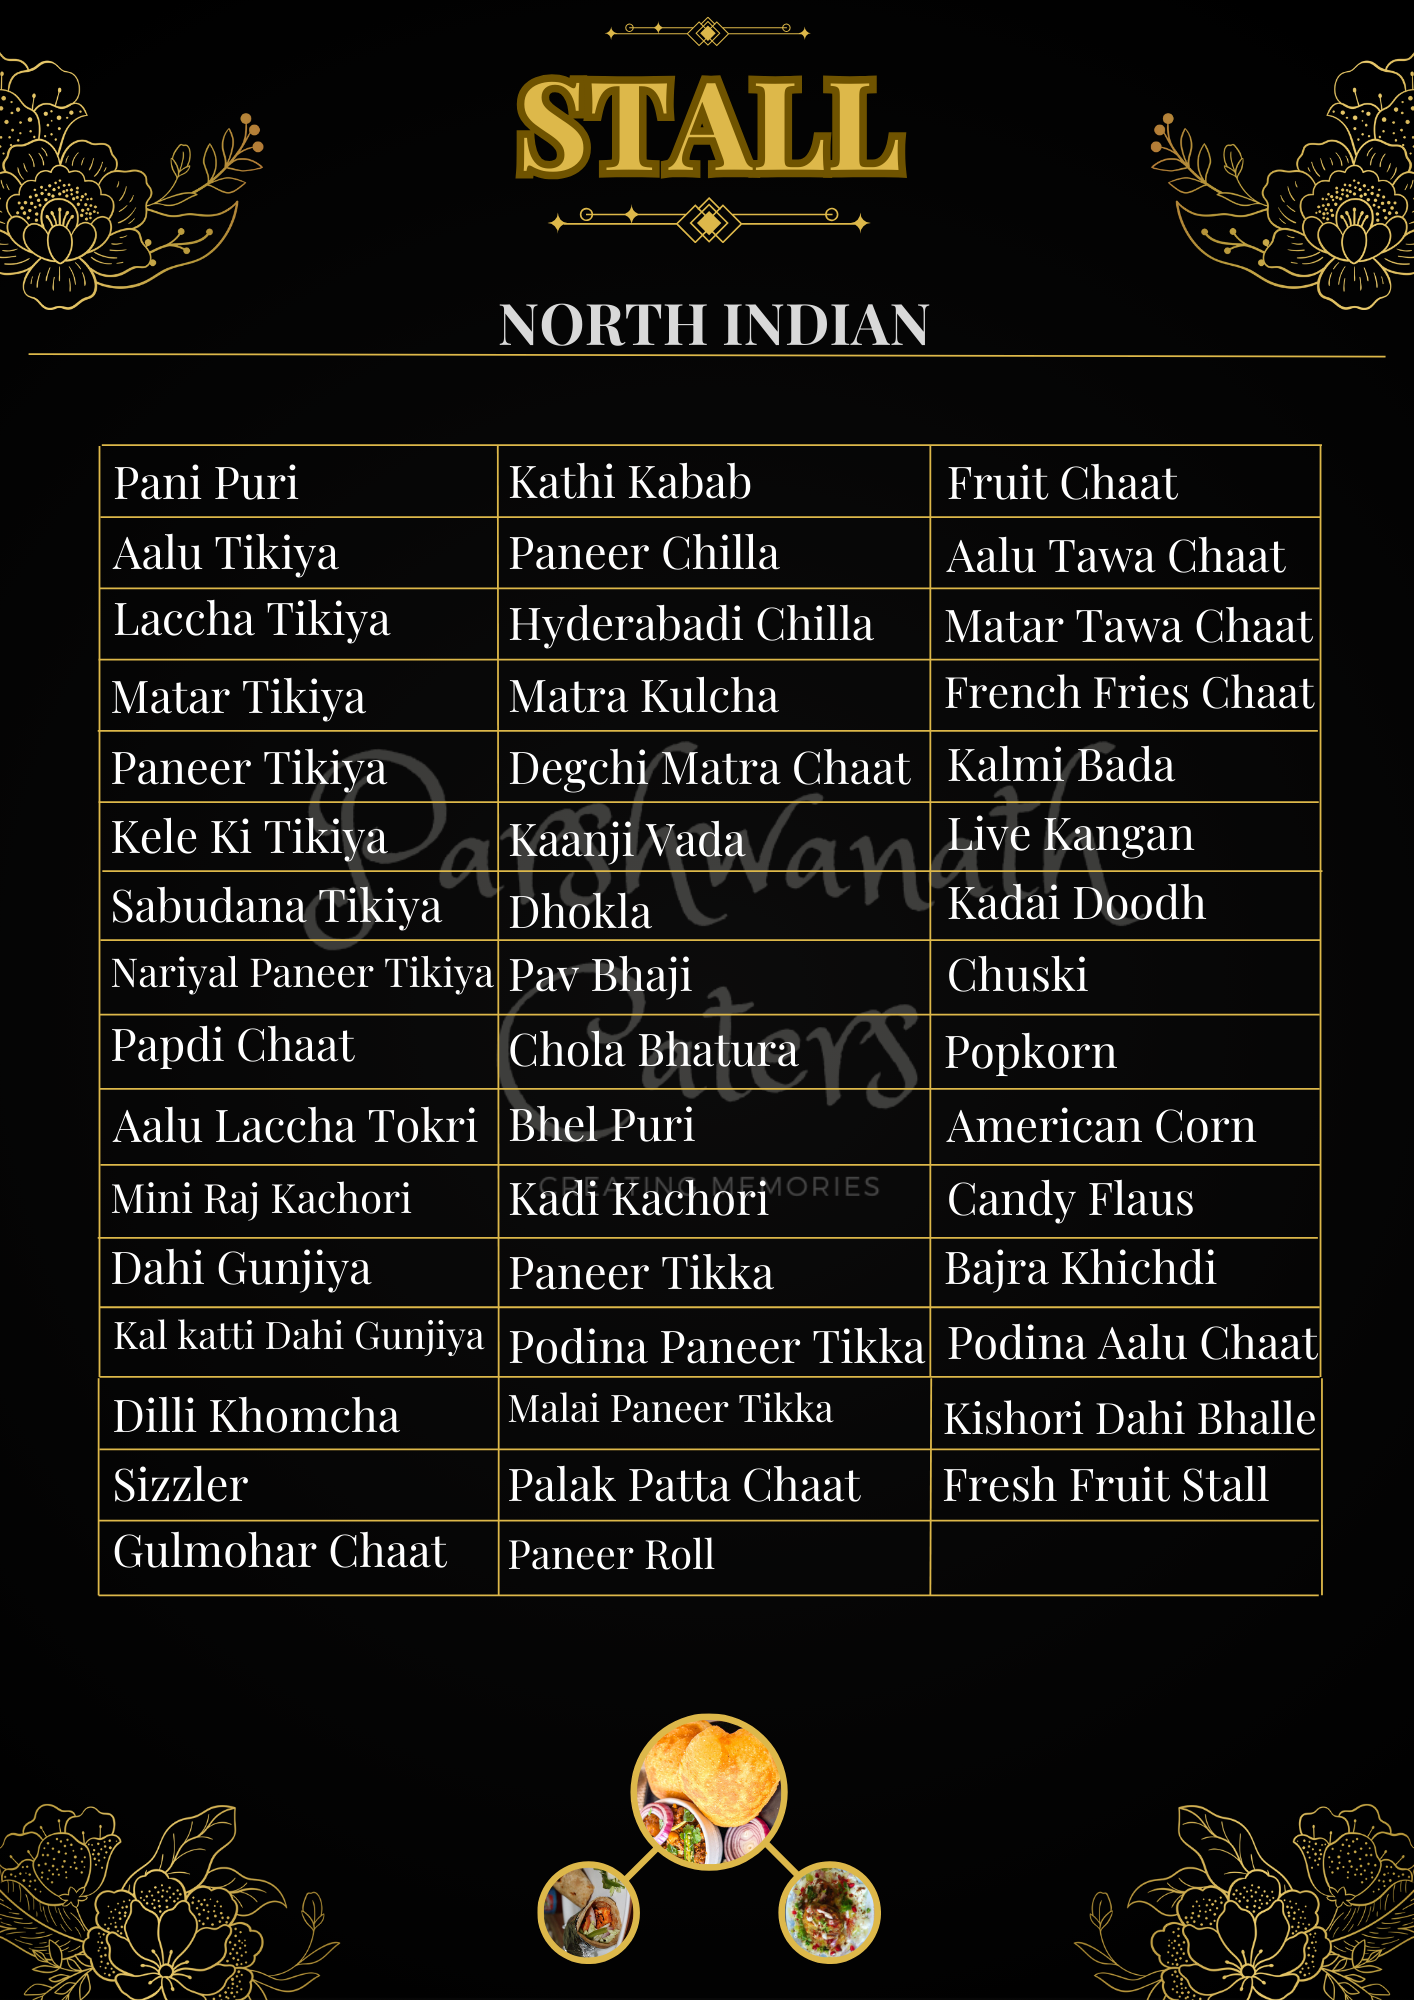 STALL
NORTH INDIAN
Pani Puri Kathi Kabab Fruit Chaat
Aalu Tikiya Paneer Chilla Aalu Tawa Chaat
Laccha Tikiya Hyderabadi Chilla Matar Tawa Chaat
Matar Tikiya Matra Kulcha French Fries Chaat
Paneer Tikiya Degchi Matra Chaat Kalmi Bada
Kele Ki Tikiya Kaanji Vada Live Kangan
Sabudana Tikiya Dhokla Kadai Doodh
Nariyal Paneer Tikiya Pav Bhaji Chuski
Papdi Chaat Chola Bhatura Popkorn
Aalu Laccha Tokri Bhel Puri American Corn
Mini Raj Kachori Kadi Kachori Candy Flaus
Dahi Gunjiya Paneer Tikka Bajra Khichdi
Kal katti Dahi Gunjiya Podina Paneer Tikka Podina Aalu Chaat
Dilli Khomcha Malai Paneer Tikka Kishori Dahi Bhalle
Sizzler Palak Patta Chaat Fresh Fruit Stall
Gulmohar Chaat Paneer Roll
Parshwanath
Caters
CREATING MEMORIES